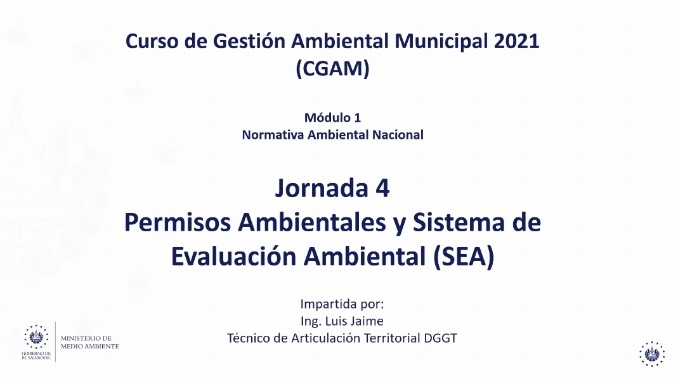 Curso de Gestión Ambiental Municipal 2021
(CGAM)
Módulo 1
Normativa Ambiental Nacional
Jornada 4
Permisos Ambientales y Sistema de
Evaluación Ambiental (SEA)
Impartida por:
Ing. Luis Jaime
Técnico de Articulación Territorial DGGT
GOBIERNO DE
EL SALVADOR
MINISTERIO DE
MEDIO AMBIENTE